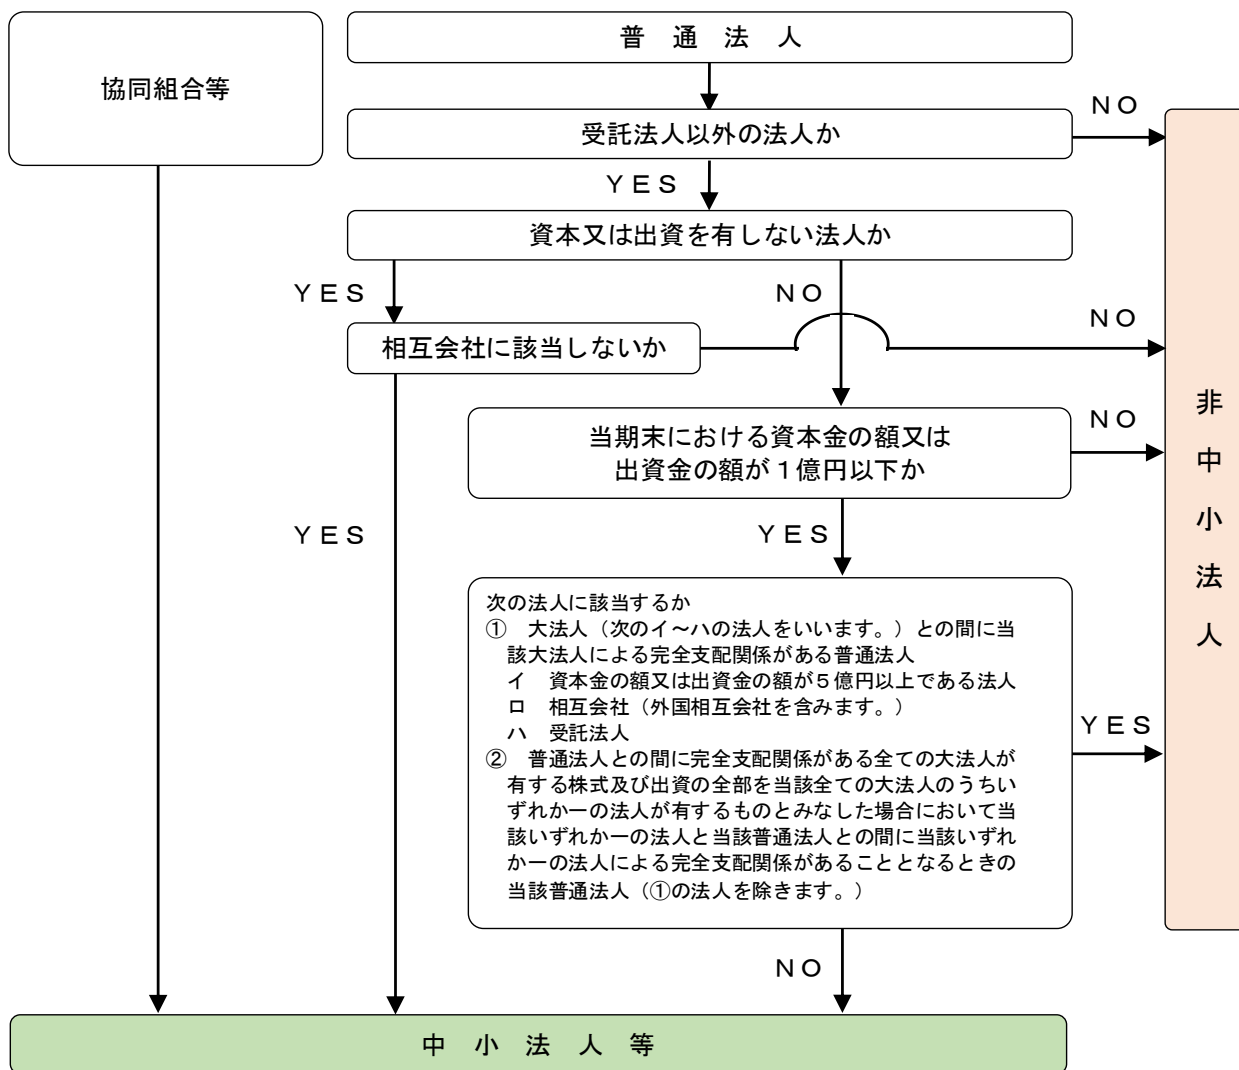 協同組合等
普 通 法 人
受託法人以外の法人か
ＮＯ
ＹＥＳ
資本又は出資を有しない法人か
ＹＥＳ
ＮＯ
相互会社に該当しないか
ＮＯ
当期末における資本金の額又は
出資金の額が１億円以下か
ＮＯ
ＹＥＳ
ＹＥＳ
次の法人に該当するか
① 大法人（次のイ～ハの法人をいいます。）との間に当
該大法人による完全支配関係がある普通法人
イ 資本金の額又は出資金の額が５億円以上である法人
ロ 相互会社（外国相互会社を含みます。）
ハ 受託法人
② 普通法人との間に完全支配関係がある全ての大法人が
有する株式及び出資の全部を当該全ての大法人のうちい
ずれか一の法人が有するものとみなした場合において当
該いずれか一の法人と当該普通法人との間に当該いずれ
か一の法人による完全支配関係があることとなるときの
当該普通法人（①の法人を除きます。）
ＹＥＳ
ＮＯ
非中小法人
中 小 法 人 等